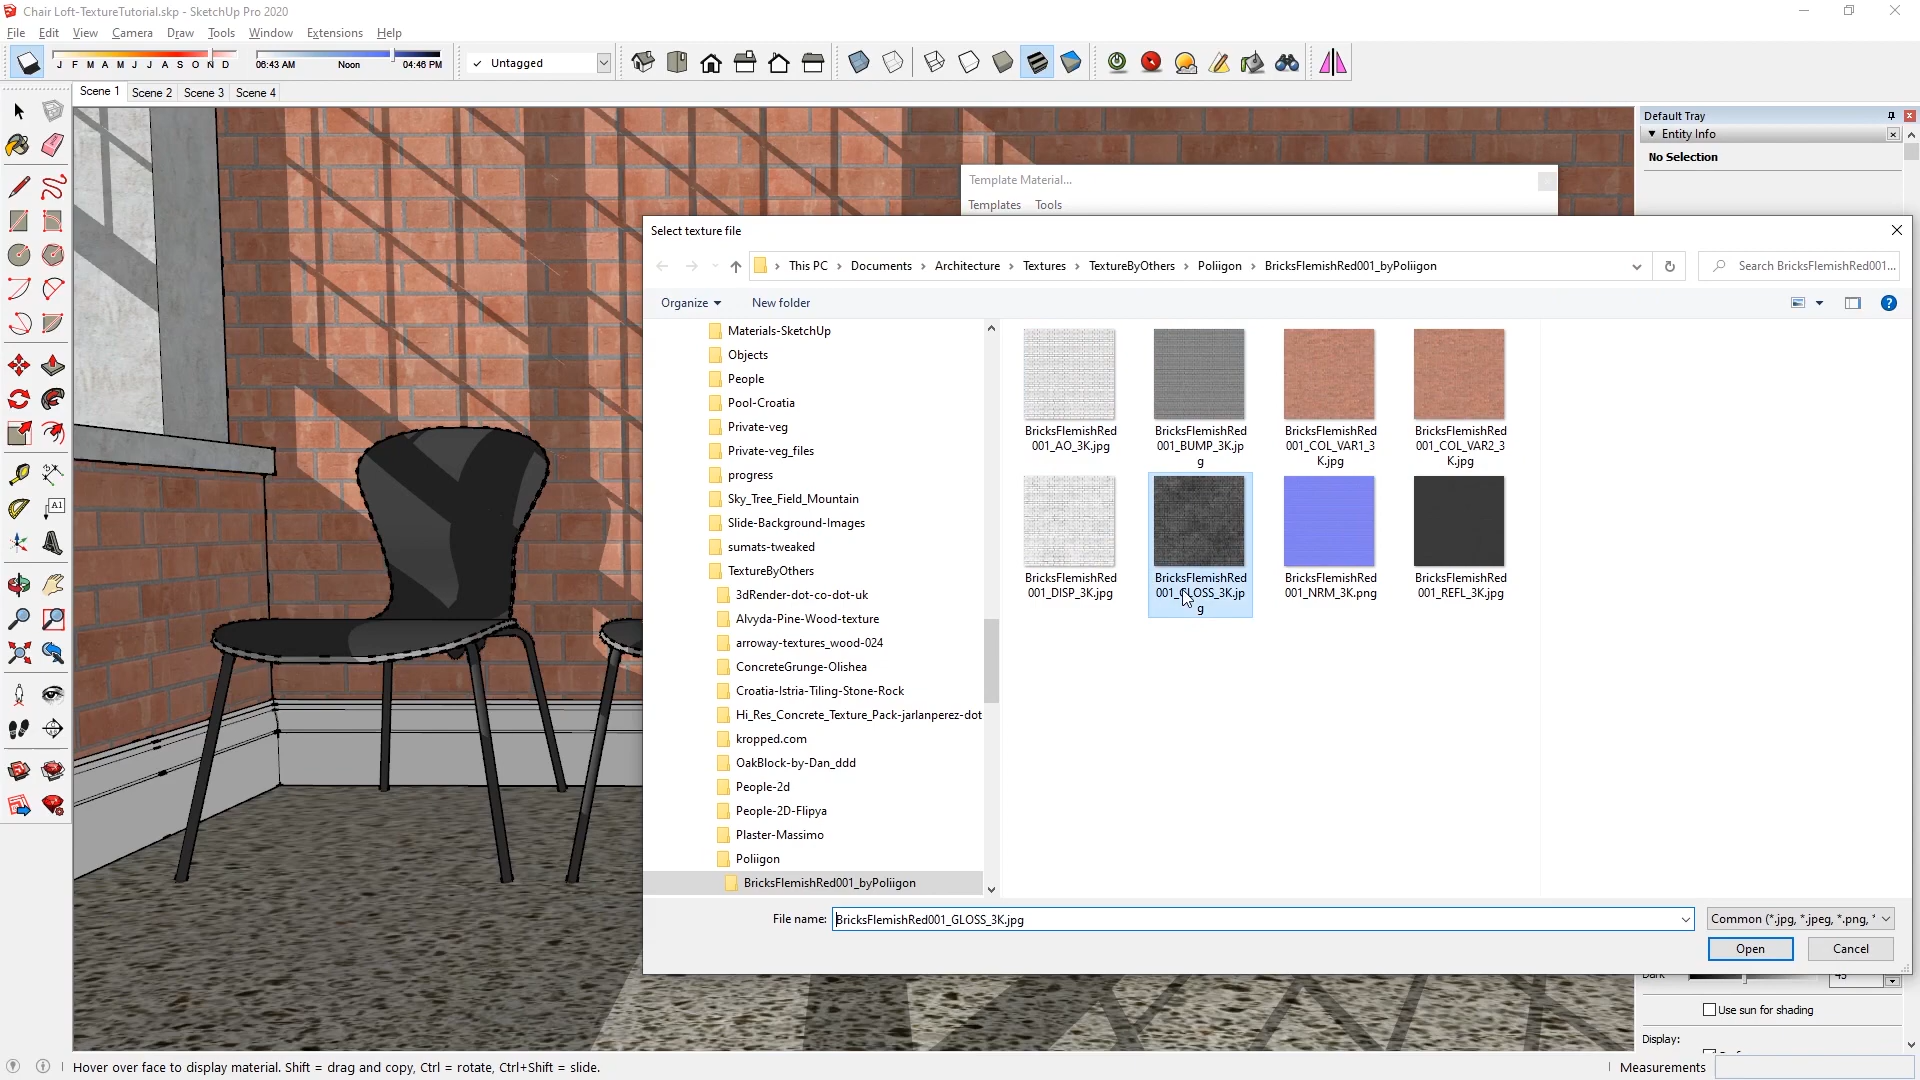 Chair Loft-TextureTutorial.skp - SketchUp Pro 2020
File Edit View Camera Draw Tools Window Extensions Help
J F M A M J J A S O N D
06:43 AM Noon 04:46 PM
✓ Untagged
Scene 1 Scene 2 Scene 3 Scene 4
Default Tray
Entity Info
No Selection
Template Material...
Templates Tools
Select texture file
This PC › Documents › Architecture › Textures › TextureByOthers › Poliigon › BricksFlemishRed001_byPoliigon
Search BricksFlemishRed001...
Organize New folder
Materials-SketchUp
Objects
People
Pool-Croatia
Private-veg
Private-veg_files
progress
Sky_Tree_Field_Mountain
Slide-Background-Images
sumats-tweaked
TextureByOthers
3dRender-dot-co-dot-uk
Alvyda-Pine-Wood-texture
arroway-textures_wood-024
ConcreteGrunge-Olishea
Croatia-Istria-Tiling-Stone-Rock
Hi_Res_Concrete_Texture_Pack-jarlanperez-dot
kropped.com
OakBlock-by-Dan_ddd
People-2d
People-2D-Flipya
Plaster-Massimo
Poliigon
BricksFlemishRed001_byPoliigon
BricksFlemishRed
001_AO_3K.jpg
BricksFlemishRed
001_BUMP_3K.jp
g
BricksFlemishRed
001_COL_VAR1_3
K.jpg
BricksFlemishRed
001_COL_VAR2_3
K.jpg
BricksFlemishRed
001_DISP_3K.jpg
BricksFlemishRed
001_GLOSS_3K.jp
g
BricksFlemishRed
001_NRM_3K.png
BricksFlemishRed
001_REFL_3K.jpg
File name: BricksFlemishRed001_GLOSS_3K.jpg
Common (*.jpg, *.jpeg, *.png, *
Open Cancel
Dark 45
Use sun for shading
Display:
A1
Hover over face to display material. Shift = drag and copy, Ctrl = rotate, Ctrl+Shift = slide.
Measurements